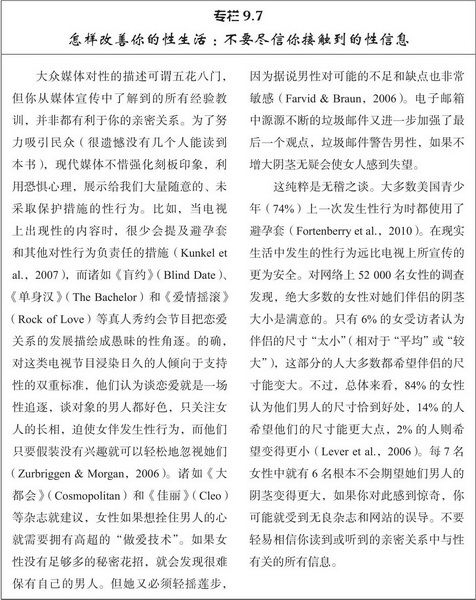 专栏 9.7
怎样改善你的性生活：不要尽信你接触到的性信息
大众媒体对性的描述可谓五花八门，
但你从媒体宣传中了解到的所有经验教
训，并非都有利于你的亲密关系。为了努
力吸引民众（很遗憾没有几个人能读到
本书），现代媒体不惜强化刻板印象，利
用恐惧心理，展示给我们大量随意的、未
采取保护措施的性行为。比如，当电视
上出现性的内容时，很少会提及避孕套
和其他对性行为负责任的措施（Kunkel et
al.，2007），而诸如《盲约》（Blind Date）、
《单身汉》（The Bachelor）和《爱情摇滚》
（Rock of Love）等真人秀约会节目把恋爱
关系的发展描绘成愚昧的性角逐。的确，
对这类电视节目浸染日久的人倾向于支持
性的双重标准，他们认为谈恋爱就是一场
性追逐，谈对象的男人都好色，只关注女
人的长相，迫使女伴发生性行为，而他们
只要假装没有兴趣就可以轻松地忽视她们
（Zurbriggen & Morgan，2006）。诸如《大
都会》（Cosmopolitan）和《佳丽》（Cleo）
等杂志就建议，女性如果想拴住男人的心
就需要拥有高超的“做爱技术”。如果女
性没有足够多的秘密花招，就会发现很难
保有自己的男人。但她又必须轻摇莲步，
因为据说男性对可能的不足和缺点也非常
敏感（Farvid & Braun，2006）。电子邮箱
中源源不断的垃圾邮件又进一步加强了最
后一个观点，垃圾邮件警告男性，如果不
增大阴茎无疑会使女人感到失望。
这纯粹是无稽之谈。大多数美国青少
年（74%）上一次发生性行为时都使用了
避孕套（Fortenberry et al.，2010）。在现实
生活中发生的性行为远比电视上所宣传的
更为安全。对网络上 52 000 名女性的调查
发现，绝大多数的女性对她们伴侣的阴茎
大小是满意的。只有6%的女受访者认为
伴侣的尺寸“太小”（相对于“平均”或“较
大”），这部分的人大多数都希望伴侣的尺
寸能变大。不过，总体来看，84%的女性
认为他们男人的尺寸恰到好处，14%的人
希望他们的尺寸能更大点，2%的人则希
望变得更小（Lever et al.，2006）。每 7 名
女性中就有 6 名根本不会期望她们男人的
阴茎变得更大，如果你对此感到惊奇，你
可能就受到无良杂志和网站的误导。不要
轻易相信你读到或听到的亲密关系中与性
有关的所有信息。